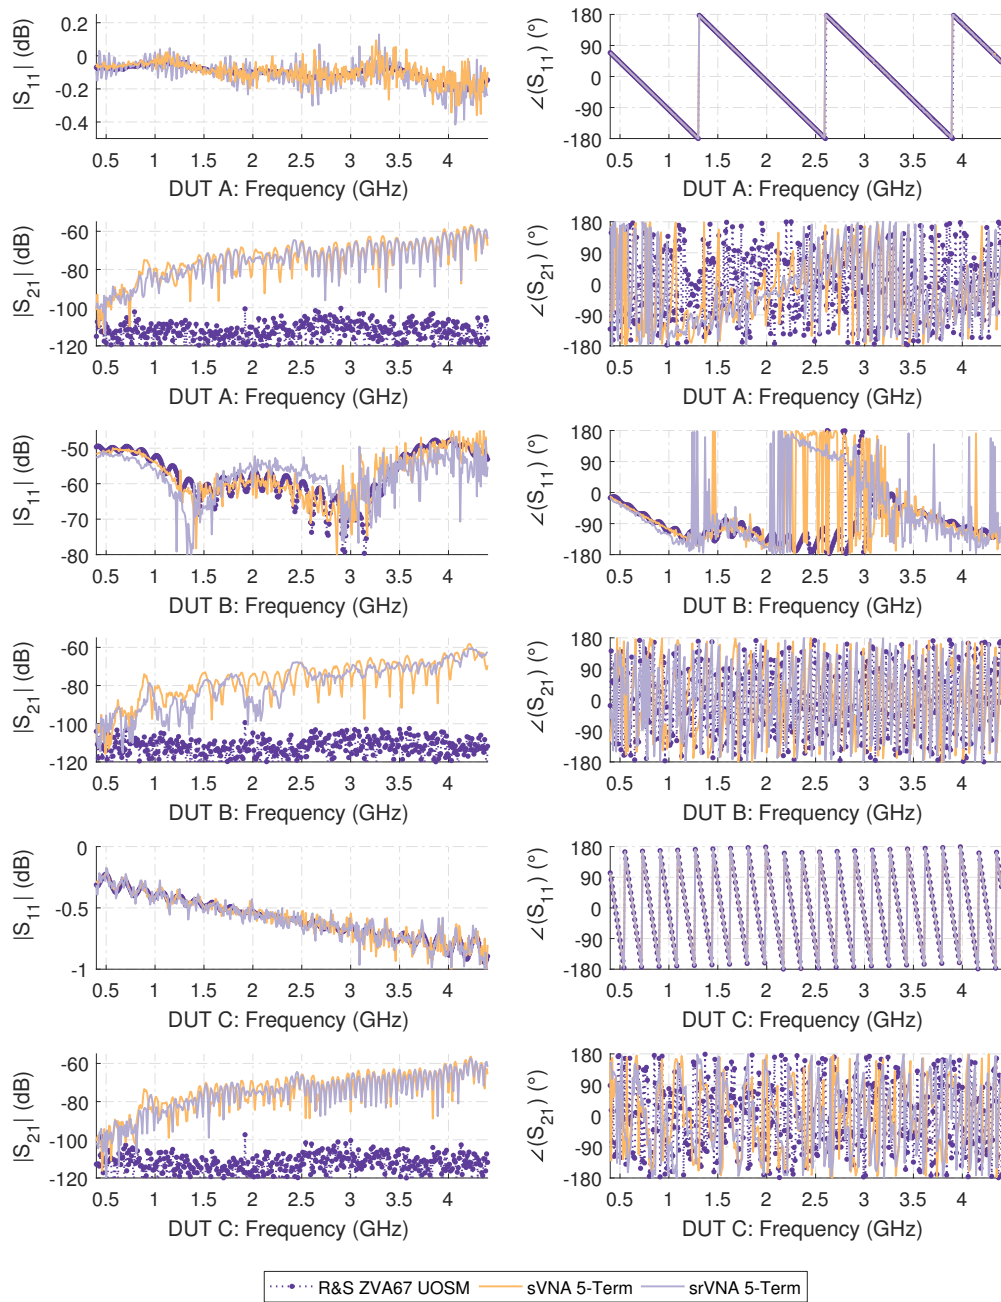 |S11| (dB)
0.2
0
-0.2
-0.4
0.5 1 1.5 2 2.5 3 3.5 4
DUT A: Frequency (GHz)
∠(S11) (°)
180
90
0
-90
-180
0.5 1 1.5 2 2.5 3 3.5 4
DUT A: Frequency (GHz)
|S21| (dB)
-60
-80
-100
-120
0.5 1 1.5 2 2.5 3 3.5 4
DUT A: Frequency (GHz)
∠(S21) (°)
180
90
0
-90
-180
0.5 1 1.5 2 2.5 3 3.5 4
DUT A: Frequency (GHz)
|S11| (dB)
-50
-60
-70
-80
0.5 1 1.5 2 2.5 3 3.5 4
DUT B: Frequency (GHz)
∠(S11) (°)
180
90
0
-90
-180
0.5 1 1.5 2 2.5 3 3.5 4
DUT B: Frequency (GHz)
|S21| (dB)
-60
-80
-100
-120
0.5 1 1.5 2 2.5 3 3.5 4
DUT B: Frequency (GHz)
∠(S21) (°)
180
90
0
-90
-180
0.5 1 1.5 2 2.5 3 3.5 4
DUT B: Frequency (GHz)
|S11| (dB)
0
-0.5
-1
0.5 1 1.5 2 2.5 3 3.5 4
DUT C: Frequency (GHz)
∠(S11) (°)
180
90
0
-90
-180
0.5 1 1.5 2 2.5 3 3.5 4
DUT C: Frequency (GHz)
|S21| (dB)
-60
-80
-100
-120
0.5 1 1.5 2 2.5 3 3.5 4
DUT C: Frequency (GHz)
∠(S21) (°)
180
90
0
-90
-180
0.5 1 1.5 2 2.5 3 3.5 4
DUT C: Frequency (GHz)
R&S ZVA67 UOSM sVNA 5-Term srVNA 5-Term